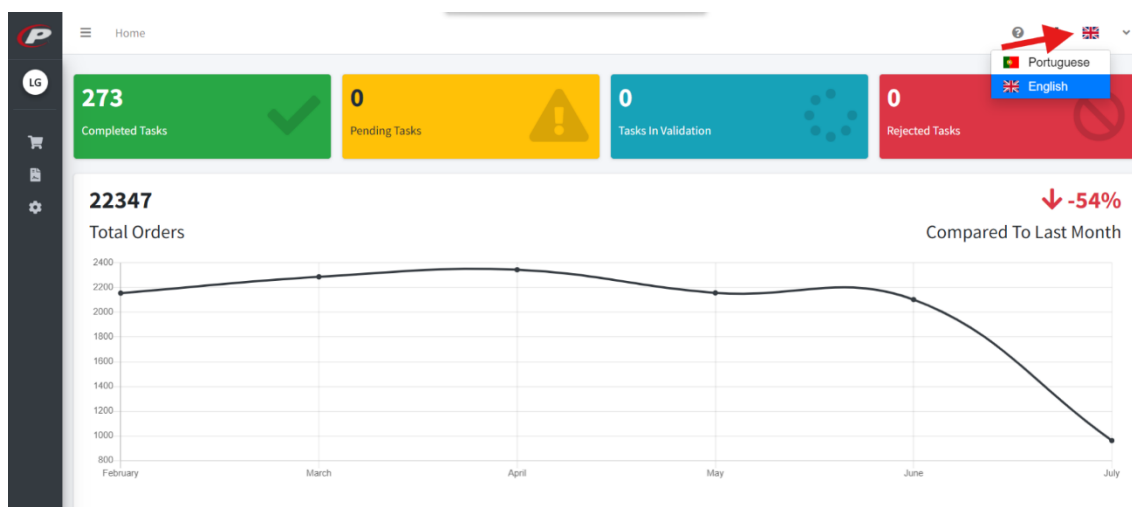 P
Home
Portuguese
English
LG
273
Completed Tasks
0
Pending Tasks
0
Tasks In Validation
0
Rejected Tasks
22347
Total Orders
-54%
Compared To Last Month
2400
2200
2000
1800
1600
1400
1200
1000
800
February March April May June July